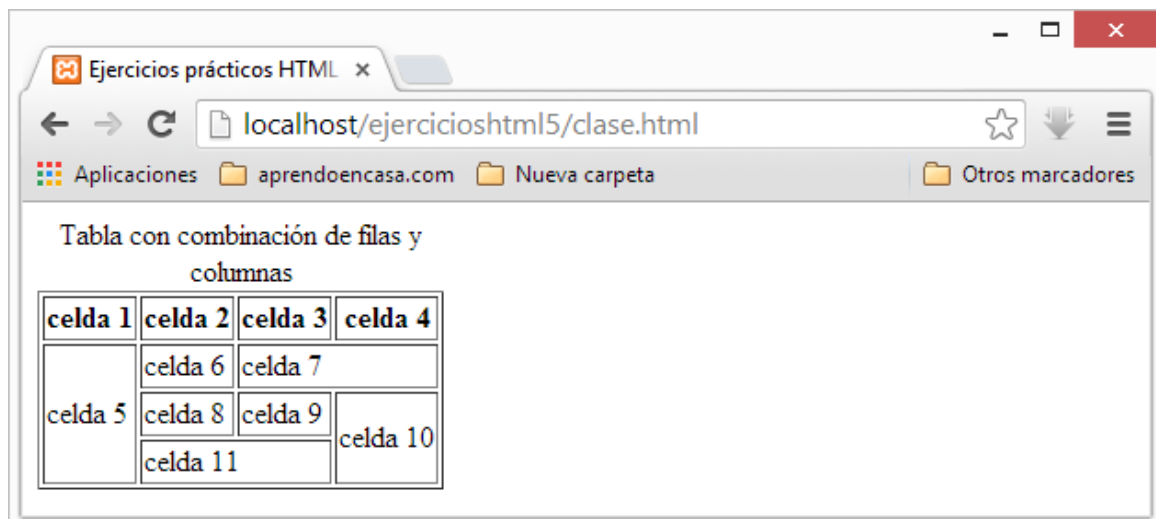 Ejercicios prácticos HTML
localhost/ejercicioshtml5/clase.html
Aplicaciones aprendoencasa.com Nueva carpeta Otros marcadores
Tabla con combinación de filas y
columnas
celda 1 celda 2 celda 3 celda 4
celda 5
celda 6 celda 7
celda 8 celda 9
celda 10
celda 11